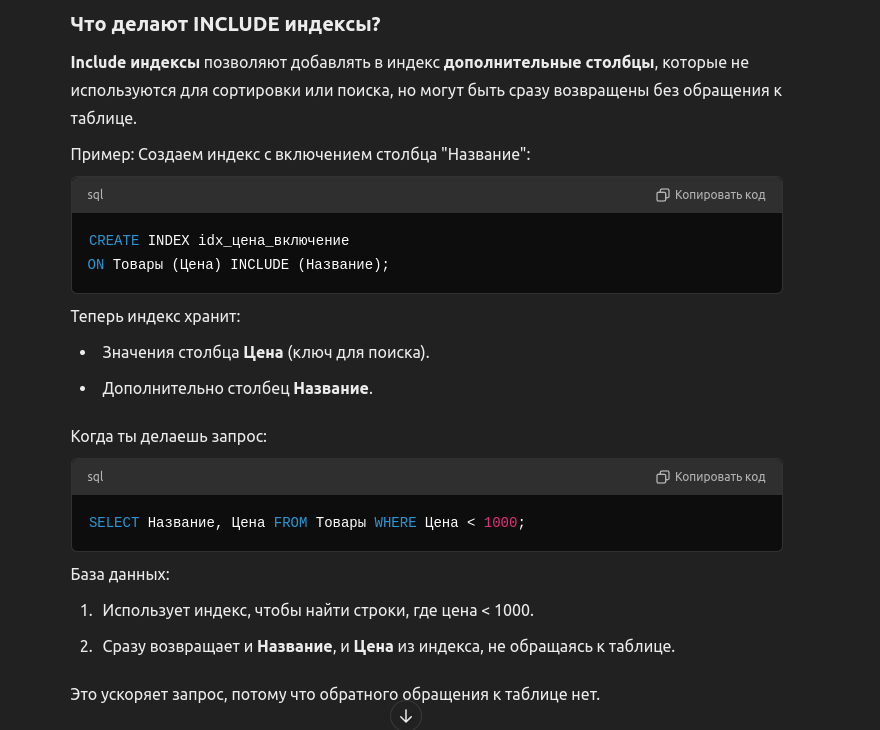 Что делают INCLUDE индексы?
Include индексы позволяют добавлять в индекс дополнительные столбцы, которые не
используются для сортировки или поиска, но могут быть сразу возвращены без обращения к
таблице.
Пример: Создаем индекс с включением столбца "Название":
sql
Копировать код
CREATE INDEX idx_цена_включение
ON Товары (Цена) INCLUDE (Название);
Теперь индекс хранит:
• Значения столбца Цена (ключ для поиска).
• Дополнительно столбец Название.
Когда ты делаешь запрос:
sql
Копировать код
SELECT Название, Цена FROM Товары WHERE Цена < 1000;
База данных:
1. Использует индекс, чтобы найти строки, где цена < 1000.
2. Сразу возвращает и Название, и Цена из индекса, не обращаясь к таблице.
Это ускоряет запрос, потому что обратного обращения к таблице нет.